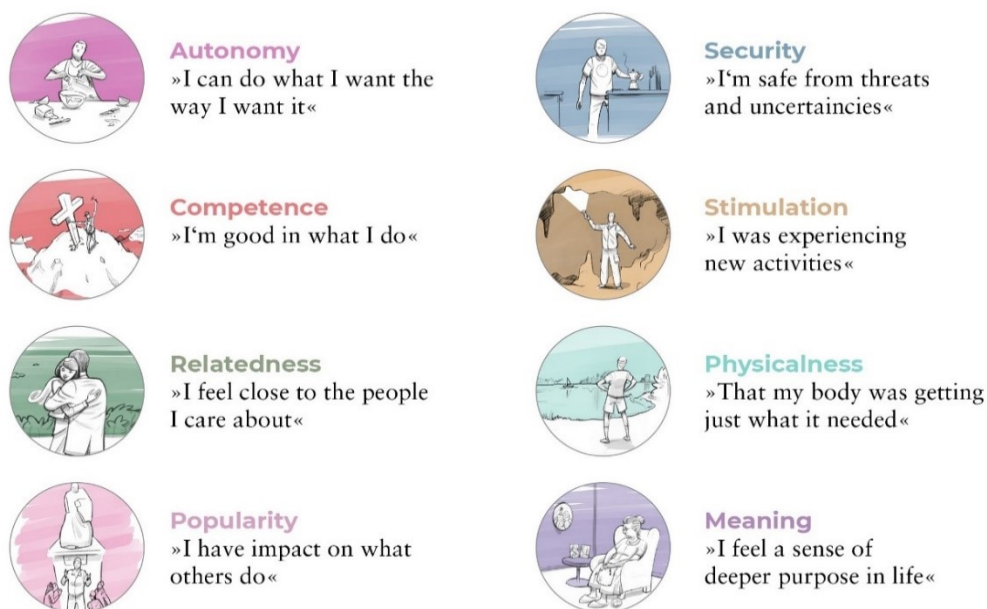 Autonomy
»I can do what I want the
way I want it«
Security
»I‘m safe from threats
and uncertaincies«
Competence
»I‘m good in what I do«
Stimulation
»I was experiencing
new activities«
Relatedness
»I feel close to the people
I care about«
Physicalness
»That my body was getting
just what it needed«
Popularity
»I have impact on what
others do«
Meaning
»I feel a sense of
deeper purpose in life«